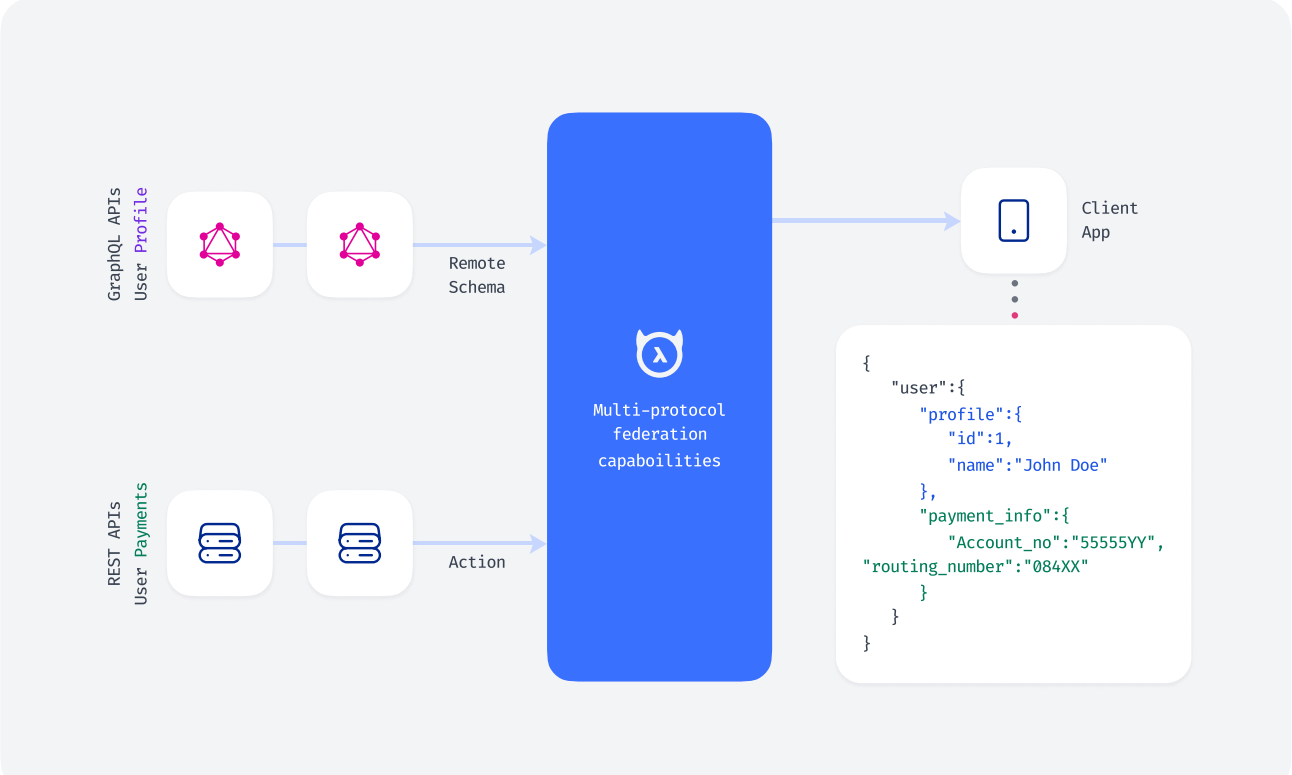 GraphQL APIs
User Profile
Remote
Schema
REST APIs
User Payments
Action
λ
Multi-protocol
federation
capaboilities
Client
App
{
"user":{
"profile":{
"id":1,
"name":"John Doe"
},
"payment_info":{
"Account_no":"55555YY",
"routing_number":"084XX"
}
}
}